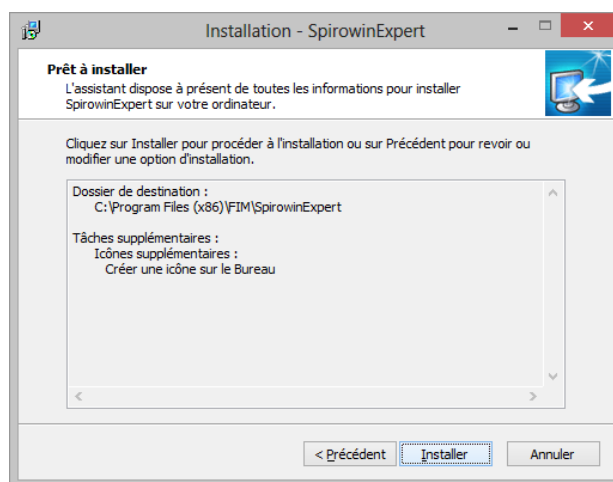 Installation - SpirowinExpert
Prêt à installer
L'assistant dispose à présent de toutes les informations pour installer
SpirowinExpert sur votre ordinateur.
Cliquez sur Installer pour procéder à l'installation ou sur Précédent pour revoir ou
modifier une option d'installation.
Dossier de destination :
C:\Program Files (x86)\FIM\SpirowinExpert
Tâches supplémentaires :
Icônes supplémentaires :
Créer une icône sur le Bureau
< Précédent
Installer
Annuler